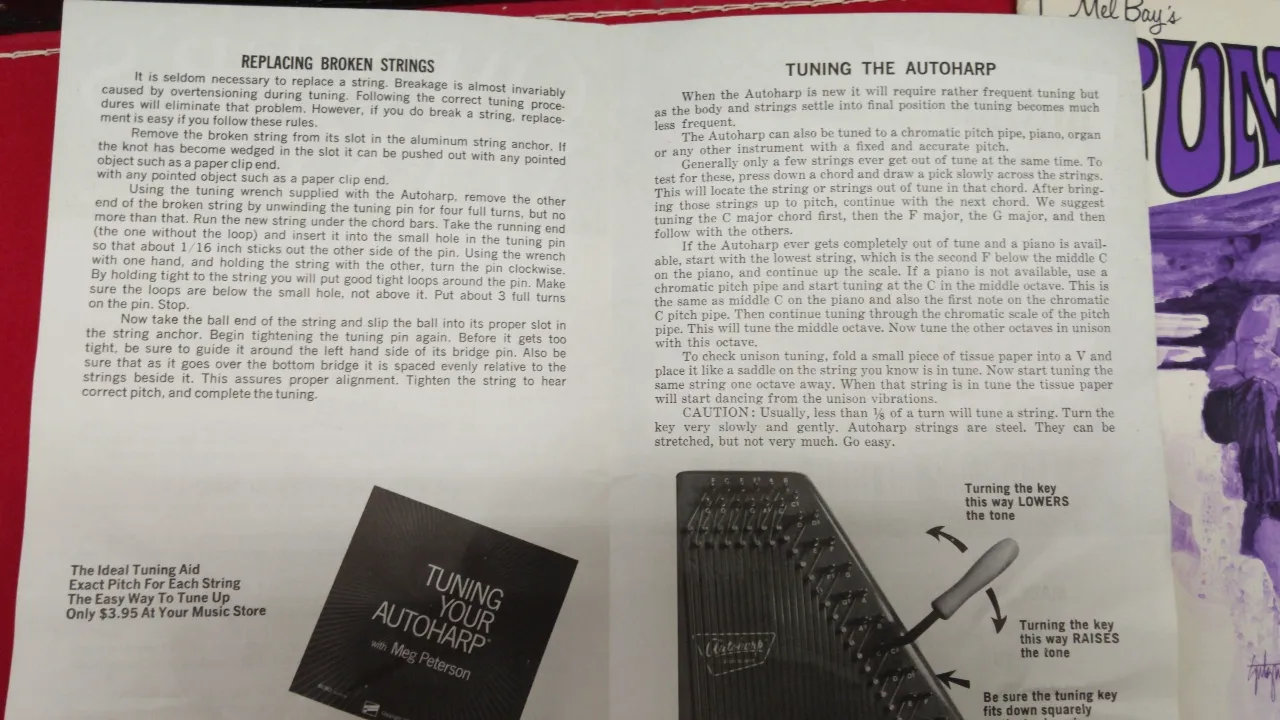 REPLACING BROKEN STRINGS
It is seldom necessary to replace a string. Breakage is almost invariably
caused by overtensioning during tuning. Following the correct tuning proce-
dures will eliminate that problem. However, if you do break a string, replace-
ment is easy if you follow these rules.
Remove the broken string from its slot in the aluminum string anchor. If
the knot has become wedged in the slot it can be pushed out with any pointed
object such as a paper clip end.
with any pointed object such as a paper clip end.
Using the tuning wrench supplied with the Autoharp, remove the other
end of the broken string by unwinding the tuning pin for four full turns, but no
more than that. Run the new string under the chord bars. Take the running end
(the one without the loop) and insert it into the small hole in the tuning pin
so that about 1/16 inch sticks out the other side of the pin. Using the wrench
with one hand, and holding the string with the other, turn the pin clockwise.
By holding tight to the string you will put good tight loops around the pin. Make
sure the loops are below the small hole, not above it. Put about 3 full turns
on the pin. Stop.
Now take the ball end of the string and slip the ball into its proper slot in
the string anchor. Begin tightening the tuning pin again. Before it gets too
tight, be sure to guide it around the left hand side of its bridge pin. Also be
sure that as it goes over the bottom bridge it is spaced evenly relative to the
strings beside it. This assures proper alignment. Tighten the string to hear
correct pitch, and complete the tuning.
The Ideal Tuning Aid
Exact Pitch For Each String
The Easy Way To Tune Up
Only $3.95 At Your Music Store
TUNING
YOUR
AUTOHARP®
with Meg Peterson
TUNING THE AUTOHARP
When the Autoharp is new it will require rather frequent tuning but
as the body and strings settle into final position the tuning becomes much
less frequent.
The Autoharp can also be tuned to a chromatic pitch pipe, piano, organ
or any other instrument with a fixed and accurate pitch.
Generally only a few strings ever get out of tune at the same time. To
test for these, press down a chord and draw a pick slowly across the strings.
This will locate the string or strings out of tune in that chord. After bring-
ing those strings up to pitch, continue with the next chord. We suggest
tuning the C major chord first, then the F major, the G major, and then
follow with the others.
If the Autoharp ever gets completely out of tune and a piano is avail-
able, start with the lowest string, which is the second F below the middle C
on the piano, and continue up the scale. If a piano is not available, use a
chromatic pitch pipe and start tuning at the C in the middle octave. This is
the same as middle C on the piano and also the first note on the chromatic
C pitch pipe. Then continue tuning through the chromatic scale of the pitch
pipe. This will tune the middle octave. Now tune the other octaves in unison
with this octave.
To check unison tuning, fold a small piece of tissue paper into a V and
place it like a saddle on the string you know is in tune. Now start tuning the
same string one octave away. When that string is in tune the tissue paper
will start dancing from the unison vibrations.
CAUTION: Usually, less than ⅛ of a turn will tune a string. Turn the
key very slowly and gently. Autoharp strings are steel. They can be
stretched, but not very much. Go easy.
Autoharp
Turning the key
this way LOWERS
the tone
Turning the key
this way RAISES
the tone
Be sure the tuning key
fits down squarely
Mel Bay's